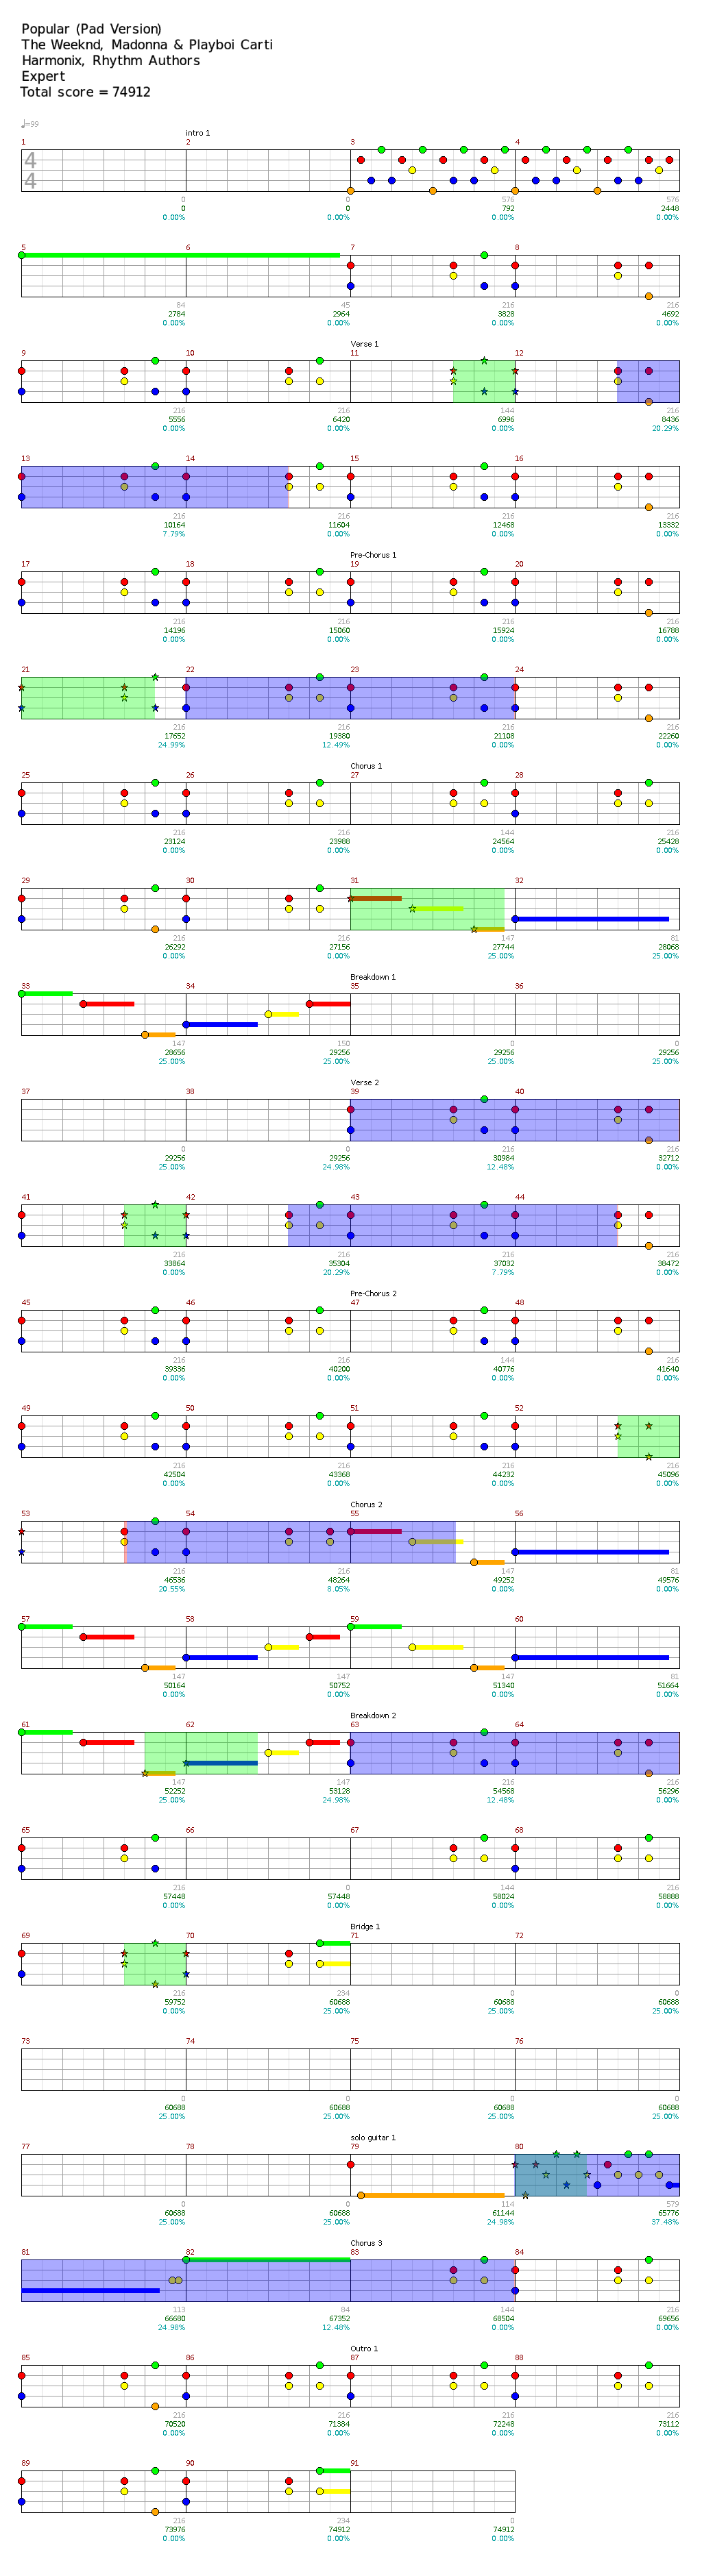 Popular (Pad Version)
The Weeknd, Madonna & Playboi Carti
Harmonix, Rhythm Authors
Expert
Total score = 74912
♩=99
intro 1
1 2 3 4
4
4
0 0 576 576
0 0 792 2448
0.00% 0.00% 0.00% 0.00%
5 6 7 8
84 45 216 216
2784 2964 3828 4692
0.00% 0.00% 0.00% 0.00%
Verse 1
9 10 11 12
216 216 144 216
5556 6420 6996 8436
0.00% 0.00% 0.00% 20.29%
13 14 15 16
216 216 216 216
10164 11604 12468 13332
7.79% 0.00% 0.00% 0.00%
Pre-Chorus 1
17 18 19 20
216 216 216 216
14196 15060 15924 16788
0.00% 0.00% 0.00% 0.00%
21 22 23 24
216 216 216 216
17652 19380 21108 22260
24.99% 12.49% 0.00% 0.00%
Chorus 1
25 26 27 28
216 216 144 216
23124 23988 24564 25428
0.00% 0.00% 0.00% 0.00%
29 30 31 32
216 216 147 81
26292 27156 27744 28068
0.00% 0.00% 25.00% 25.00%
Breakdown 1
33 34 35 36
147 150 0 0
28656 29256 29256 29256
25.00% 25.00% 25.00% 25.00%
Verse 2
37 38 39 40
0 0 216 216
29256 29256 30984 32712
25.00% 24.98% 12.48% 0.00%
41 42 43 44
216 216 216 216
33864 35304 37032 38472
0.00% 20.29% 7.79% 0.00%
Pre-Chorus 2
45 46 47 48
216 216 144 216
39336 40200 40776 41640
0.00% 0.00% 0.00% 0.00%
49 50 51 52
216 216 216 216
42504 43368 44232 45096
0.00% 0.00% 0.00% 0.00%
Chorus 2
53 54 55 56
216 216 147 81
46536 48264 49252 49576
20.55% 8.05% 0.00% 0.00%
57 58 59 60
147 147 147 81
50164 50752 51340 51664
0.00% 0.00% 0.00% 0.00%
Breakdown 2
61 62 63 64
147 147 216 216
52252 53128 54568 56296
25.00% 24.98% 12.48% 0.00%
65 66 67 68
216 0 144 216
57448 57448 58024 58888
0.00% 0.00% 0.00% 0.00%
Bridge 1
69 70 71 72
216 234 0 0
59752 60688 60688 60688
0.00% 25.00% 25.00% 25.00%
73 74 75 76
0 0 0 0
60688 60688 60688 60688
25.00% 25.00% 25.00% 25.00%
solo guitar 1
77 78 79 80
0 0 114 579
60688 60688 61144 65776
25.00% 25.00% 24.98% 37.48%
Chorus 3
81 82 83 84
113 84 144 216
66680 67352 68504 69656
24.98% 12.48% 0.00% 0.00%
Outro 1
85 86 87 88
216 216 216 216
70520 71384 72248 73112
0.00% 0.00% 0.00% 0.00%
89 90 91
216 234 0
73976 74912 74912
0.00% 0.00% 0.00%